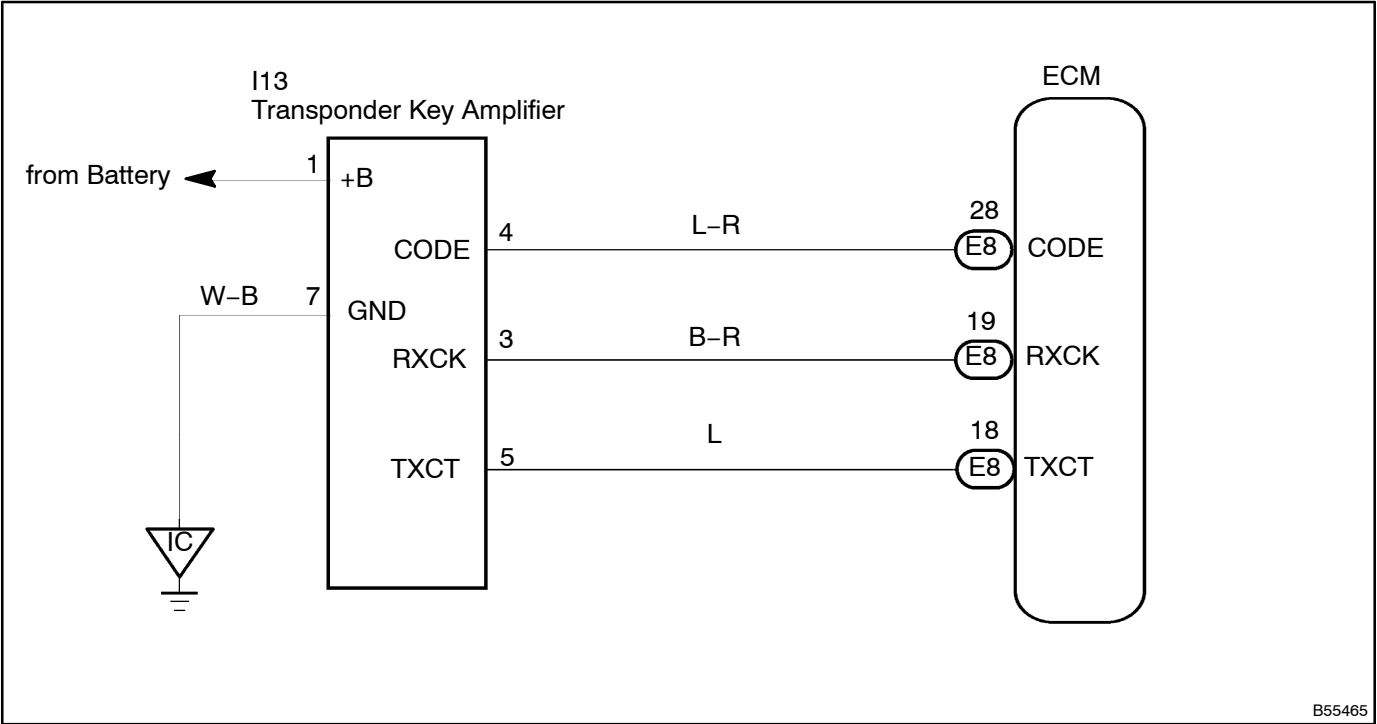 I13
Transponder Key Amplifier
ECM
from Battery
1
+B
CODE
4
L−R
28
E8
CODE
W−B
7
GND
RXCK
3
B−R
19
E8
RXCK
TXCT
5
L
18
E8
TXCT
IC
B55465